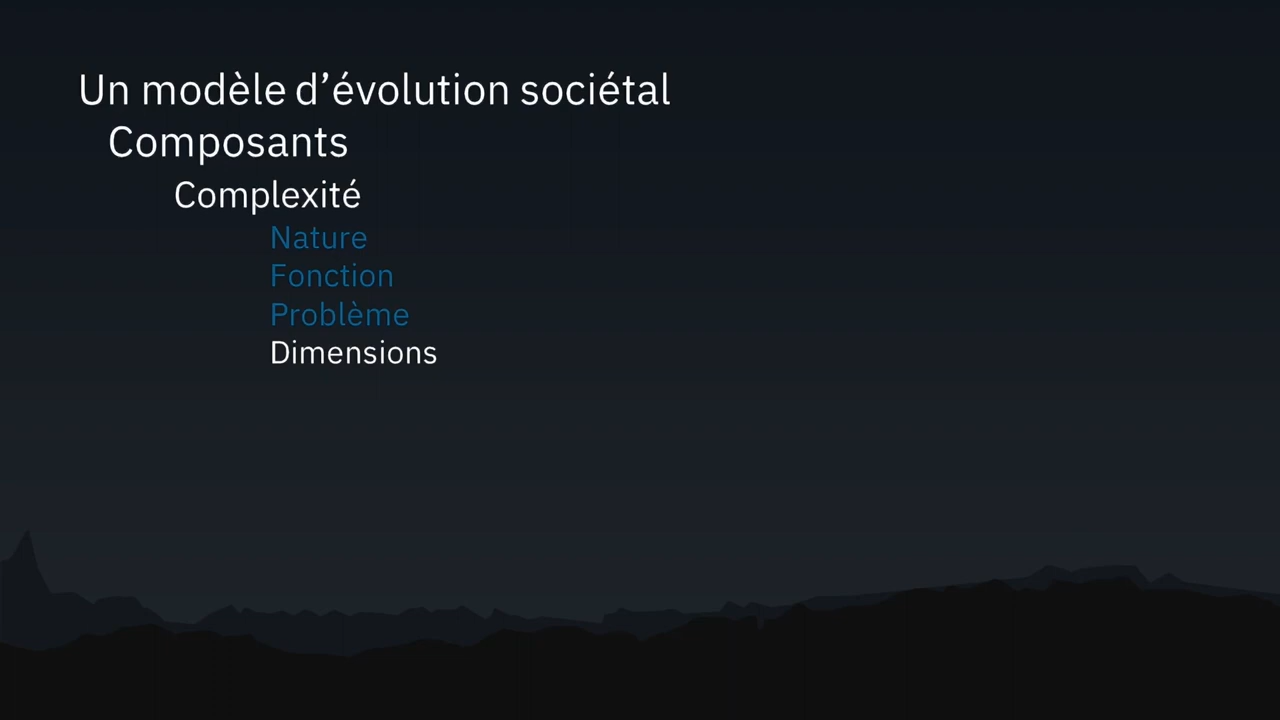 Un modèle d’évolution sociétal
Composants
Complexité
Nature
Fonction
Problème
Dimensions